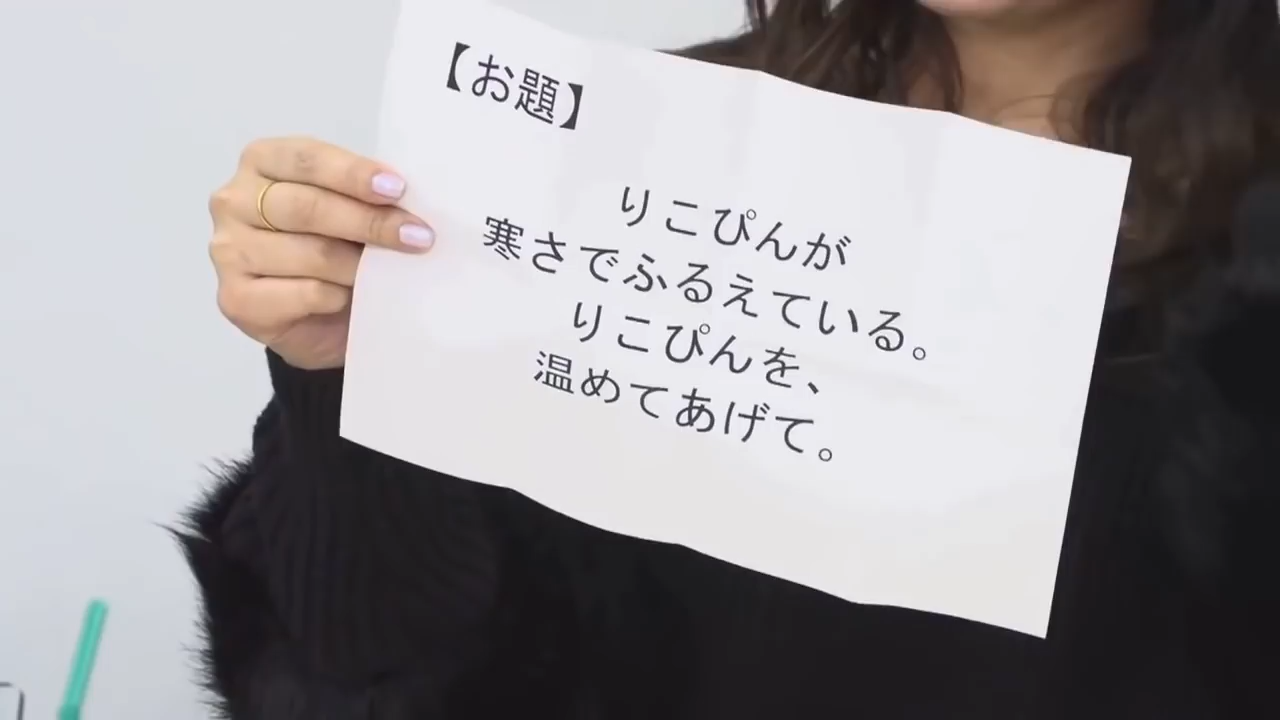 【お題】
りこぴんが
寒さでふるえている。
りこぴんを、
温めてあげて。